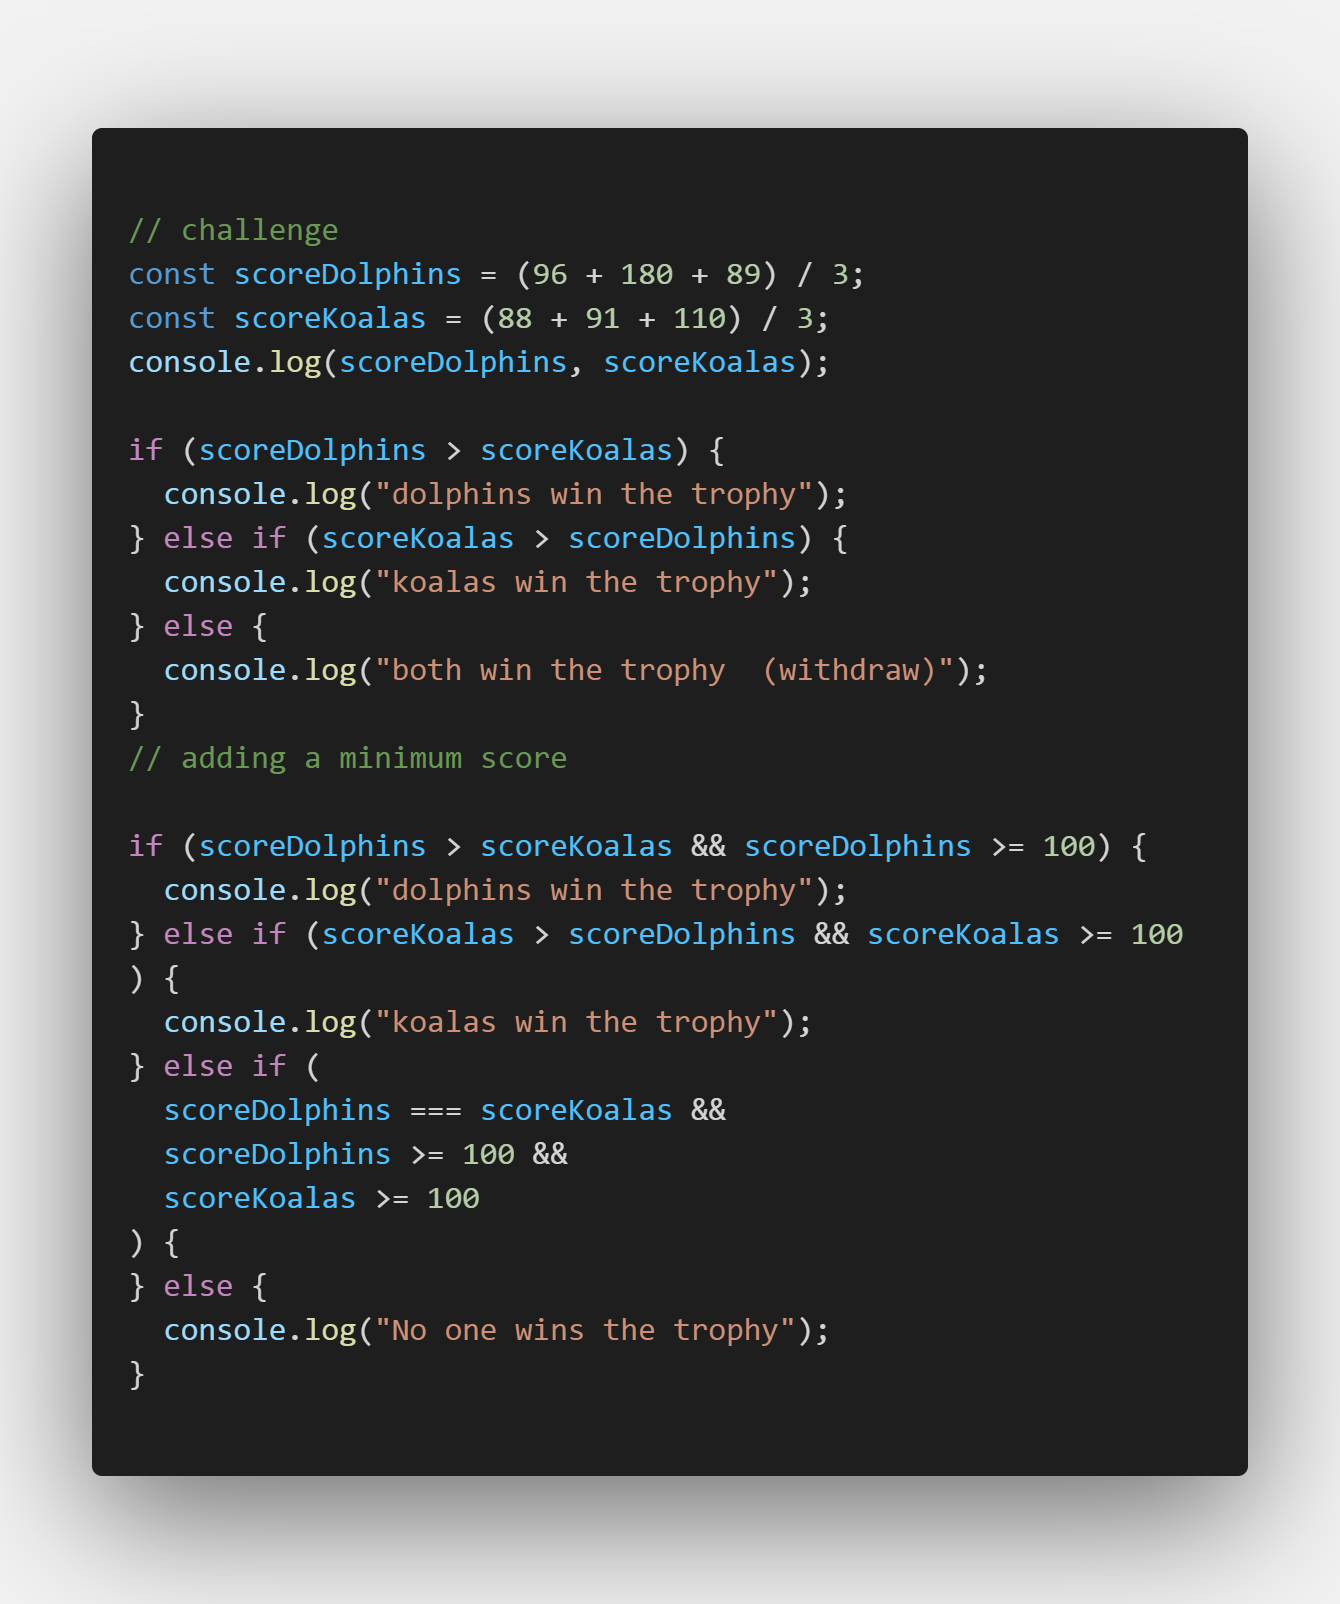 // challenge
const scoreDolphins = (96 + 180 + 89) / 3;
const scoreKoalas = (88 + 91 + 110) / 3;
console.log(scoreDolphins, scoreKoalas);

if (scoreDolphins > scoreKoalas) {
  console.log("dolphins win the trophy");
} else if (scoreKoalas > scoreDolphins) {
  console.log("koalas win the trophy");
} else {
  console.log("both win the trophy  (withdraw)");
}
// adding a minimum score

if (scoreDolphins > scoreKoalas && scoreDolphins >= 100) {
  console.log("dolphins win the trophy");
} else if (scoreKoalas > scoreDolphins && scoreKoalas >= 100
) {
  console.log("koalas win the trophy");
} else if (
  scoreDolphins === scoreKoalas &&
  scoreDolphins >= 100 &&
  scoreKoalas >= 100
) {
} else {
  console.log("No one wins the trophy");
}